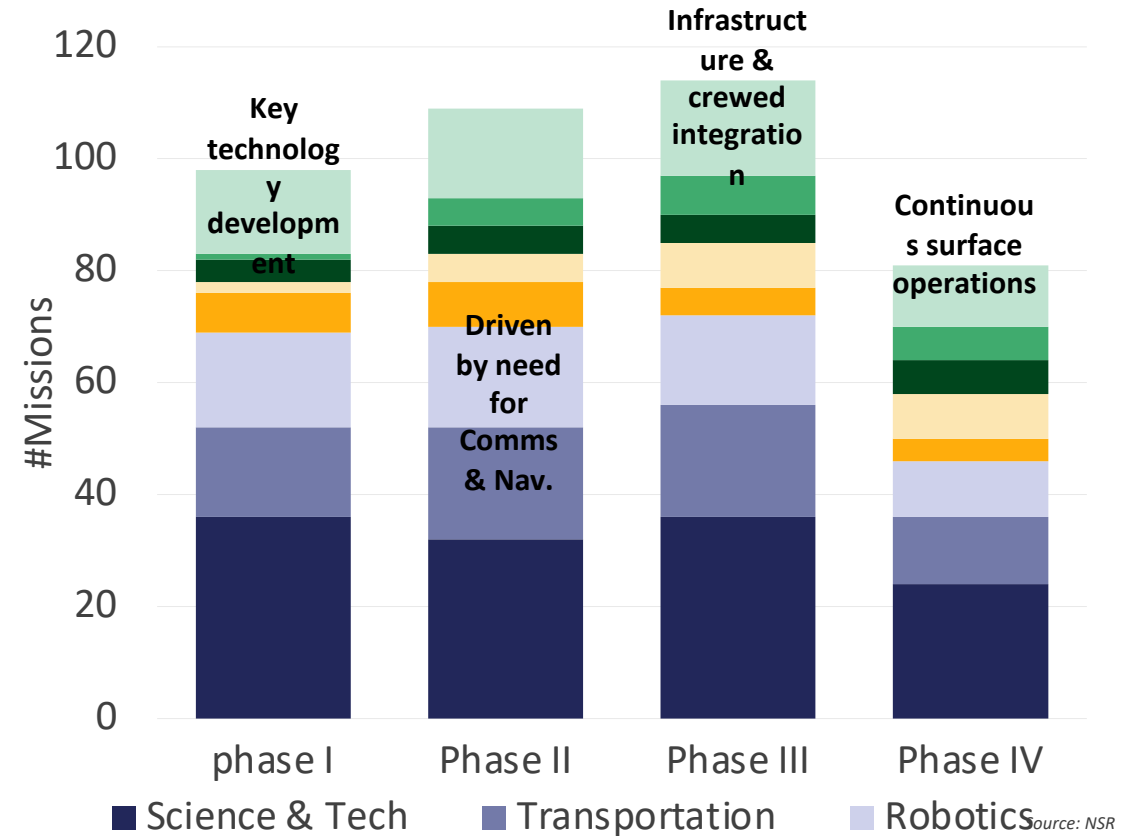 120
100
80
60
40
20
0
#Missions
Key
technolog
y
developm
ent
Driven
by need
for
Comms
& Nav.
Infrastruct
ure &
crewed
integratio
n
Continuou
s surface
operations
phase I
Phase II
Phase III
Phase IV
Science & Tech
Transportation
Robotics
Source: NSR